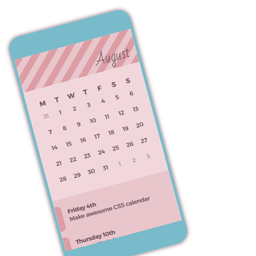 August
M T W T F S S
31 1 2 3 4 5 6
7 8 9 10 11 12 13
14 15 16 17 18 19 20
21 22 23 24 25 26 27
28 29 30 31 1 2 3
Friday 4th
Make awesome CSS calendar
Thursday 10th